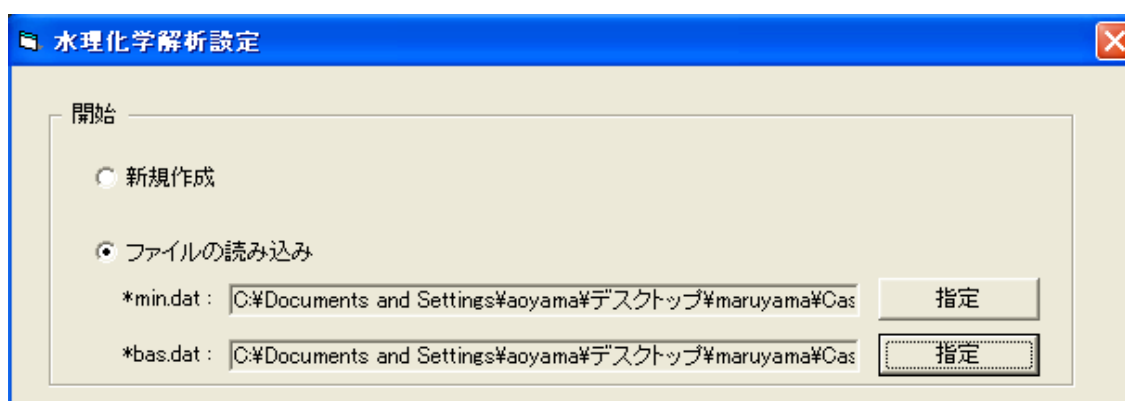 水理化学解析設定
開始
新規作成
ファイルの読み込み
*min.dat : C:¥Documents and Settings¥aoyama¥デスクトップ¥maruyama¥Cas 指定
*bas.dat : C:¥Documents and Settings¥aoyama¥デスクトップ¥maruyama¥Cas 指定